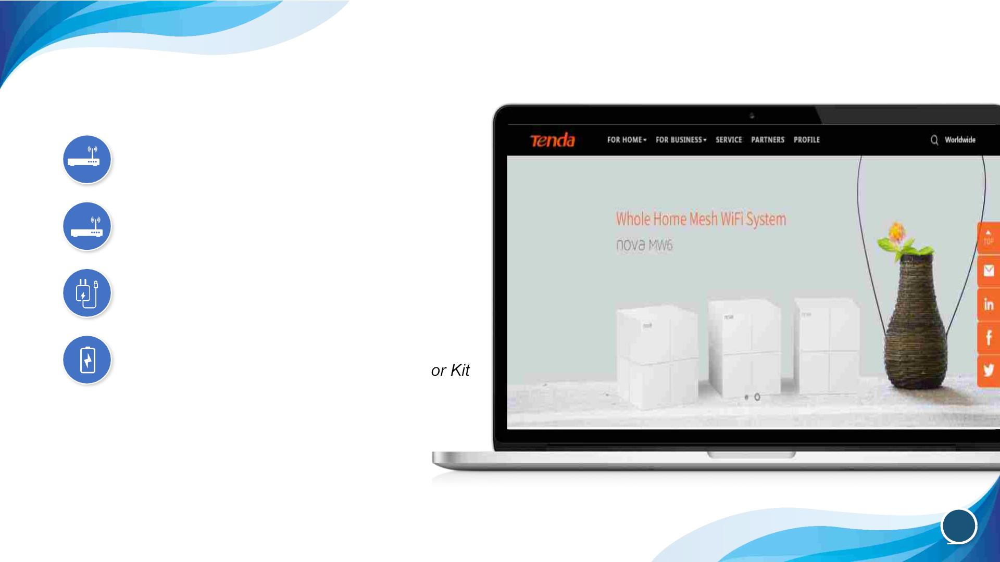 Tenda
FOR HOME FOR BUSINESS SERVICE PARTNERS PROFILE
Worldwide
Whole Home Mesh WiFi System
nova MW6
TOP
in
f
or Kit